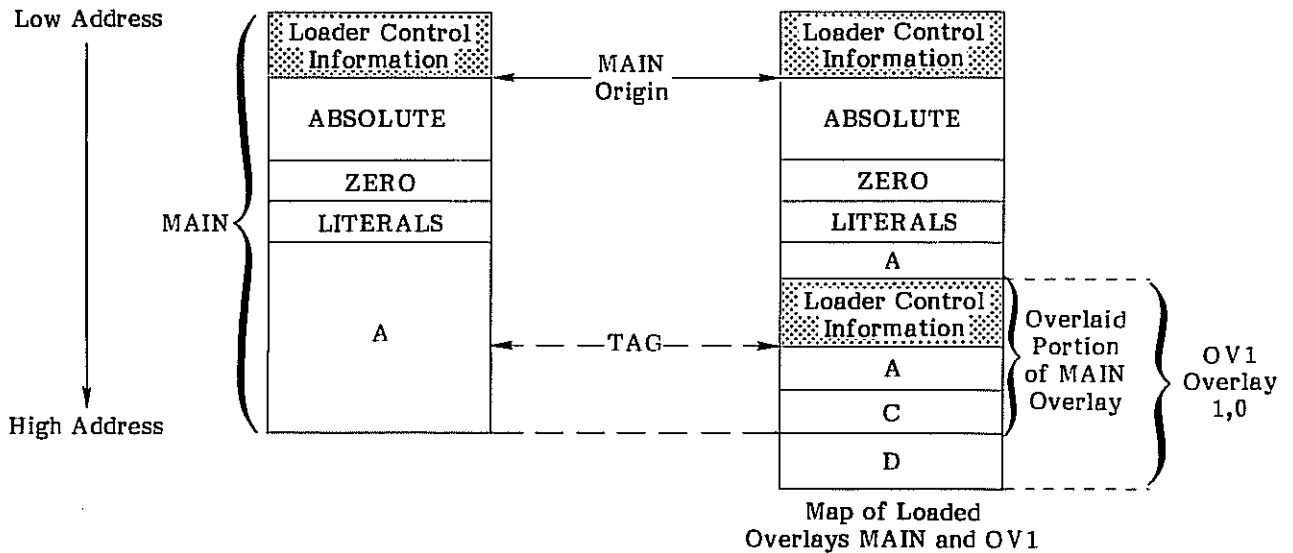 Low Address
High Address
MAIN
Loader Control
Information
ABSOLUTE
ZERO
LITERALS
A
MAIN
Origin
TAG
Loader Control
Information
ABSOLUTE
ZERO
LITERALS
A
Loader Control
Information
A
C
D
Overlaid
Portion
of MAIN
Overlay
OV1
Overlay
1,0
Map of Loaded
Overlays MAIN and OV1